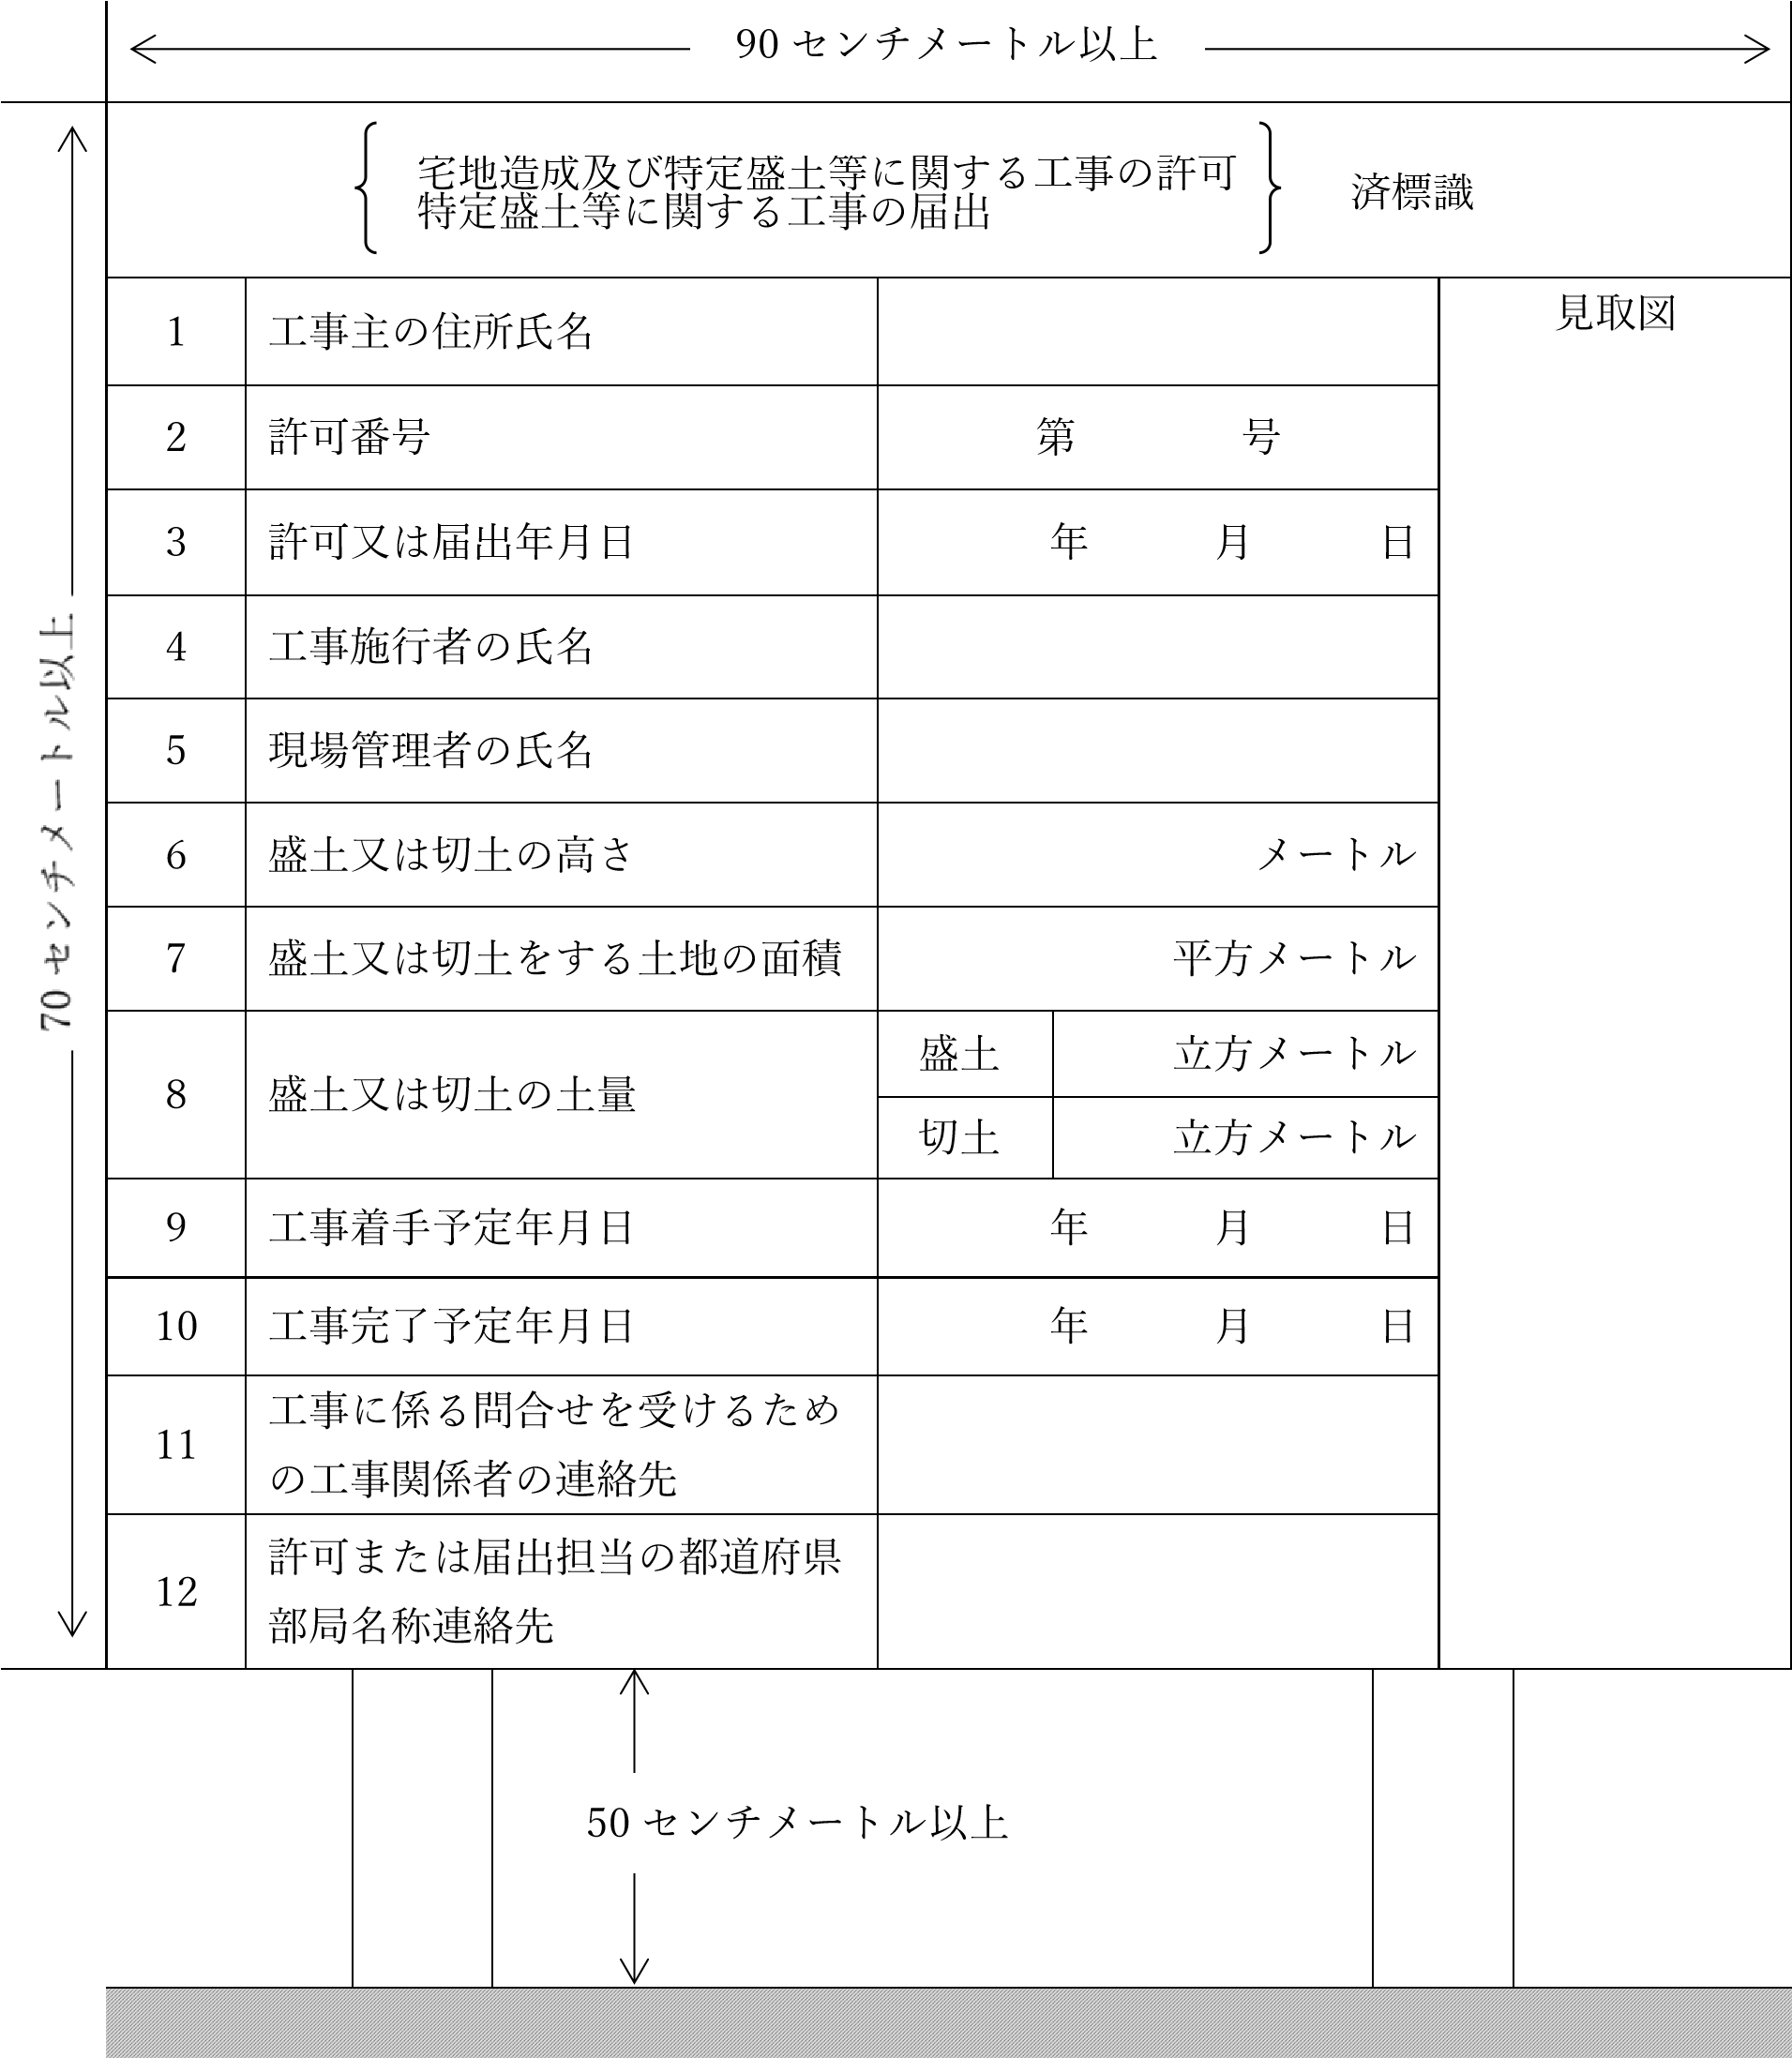 90 センチメートル以上
宅地造成及び特定盛土等に関する工事の許可
特定盛土等に関する工事の届出
済標識
70 センチメートル以上
1 工事主の住所氏名
見取図
2 許可番号 第 号
3 許可又は届出年月日 年 月 日
4 工事施行者の氏名
5 現場管理者の氏名
6 盛土又は切土の高さ メートル
7 盛土又は切土をする土地の面積 平方メートル
8 盛土又は切土の土量
盛土 立方メートル
切土 立方メートル
9 工事着手予定年月日 年 月 日
10 工事完了予定年月日 年 月 日
11 工事に係る問合せを受けるため
の工事関係者の連絡先
12 許可または届出担当の都道府県
部局名称連絡先
50 センチメートル以上